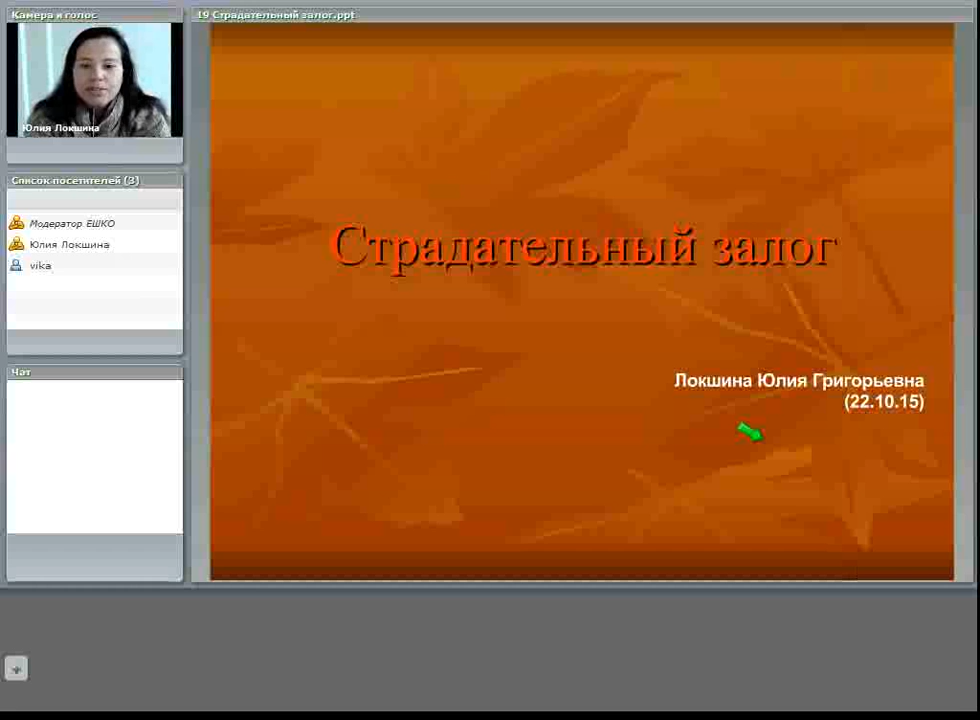 Камера и голос
Юлия Локшина
Список посетителей (3)
Модератор ЕШКО
Юлия Локшина
vika
Чат
19 Страдательный залог.ppt
Страдательный залог
Локшина Юлия Григорьевна
(22.10.15)